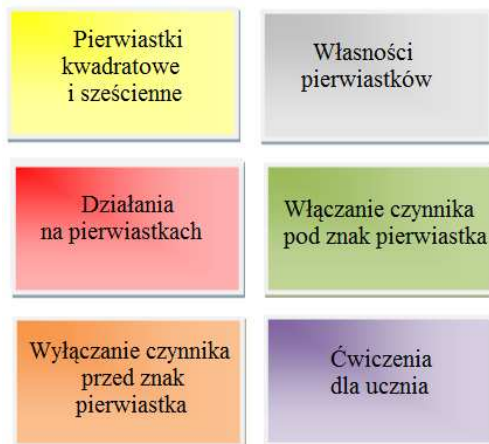 Pierwiastki
kwadratowe
i sześcienne
Własności
pierwiastków
Działania
na pierwiastkach
Włączanie czynnika
pod znak pierwiastka
Wyłączanie czynnika
przed znak
pierwiastka
Ćwiczenia
dla ucznia